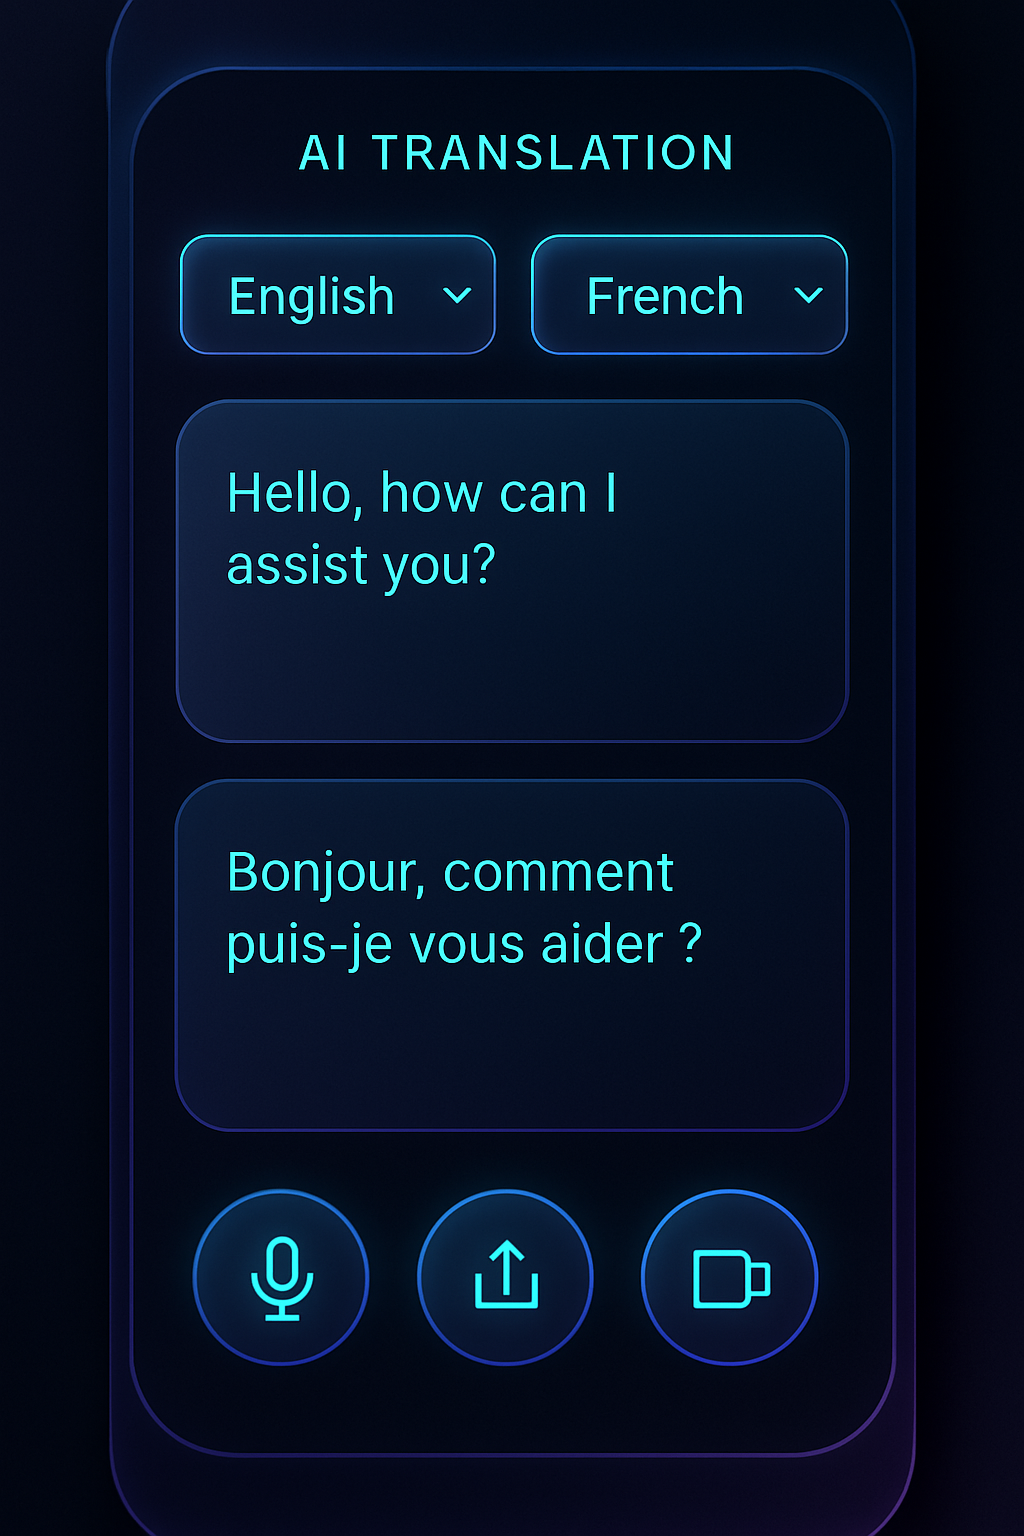 AI TRANSLATION
English
French
Hello, how can I
assist you?
Bonjour, comment
puis-je vous aider ?